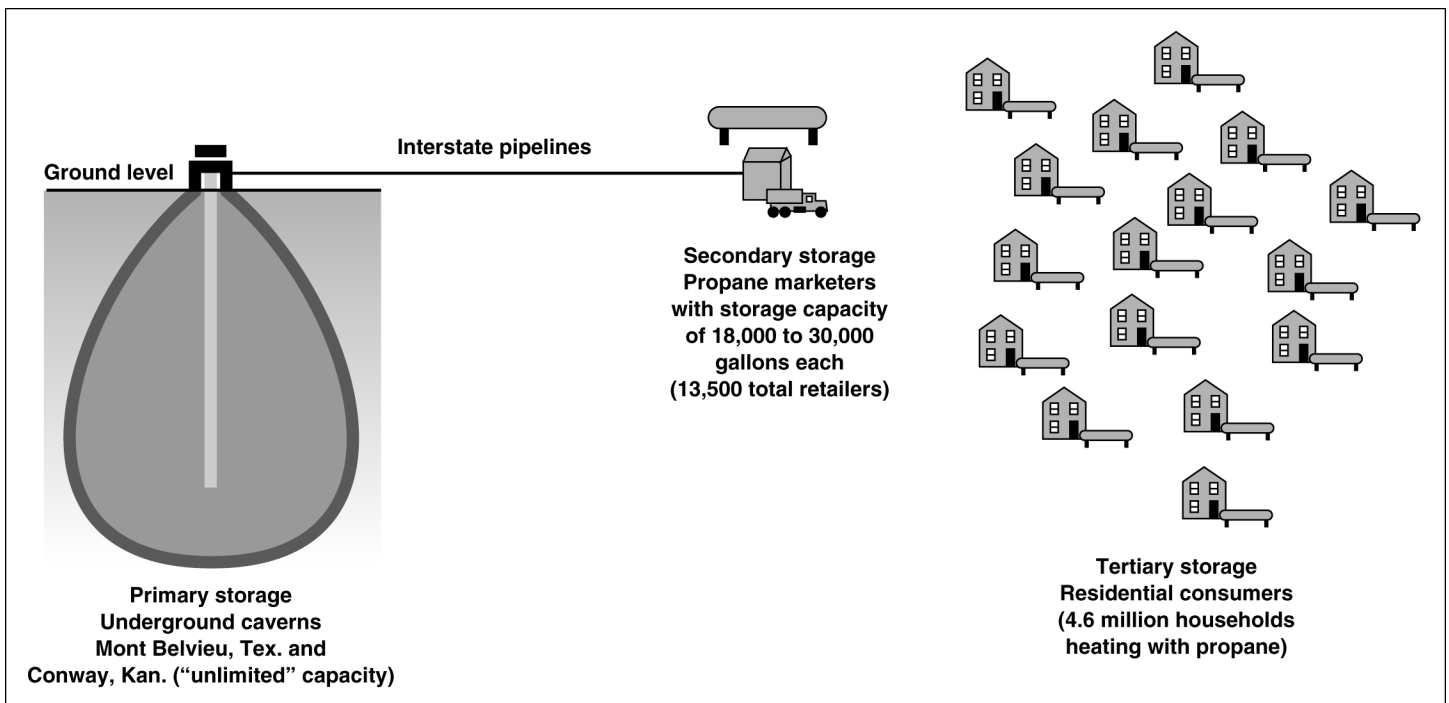 Ground level
Interstate pipelines
Secondary storage
Propane marketers
with storage capacity
of 18,000 to 30,000
gallons each
(13,500 total retailers)
Primary storage
Underground caverns
Mont Belvieu, Tex. and
Conway, Kan. (“unlimited” capacity)
Tertiary storage
Residential consumers
(4.6 million households
heating with propane)